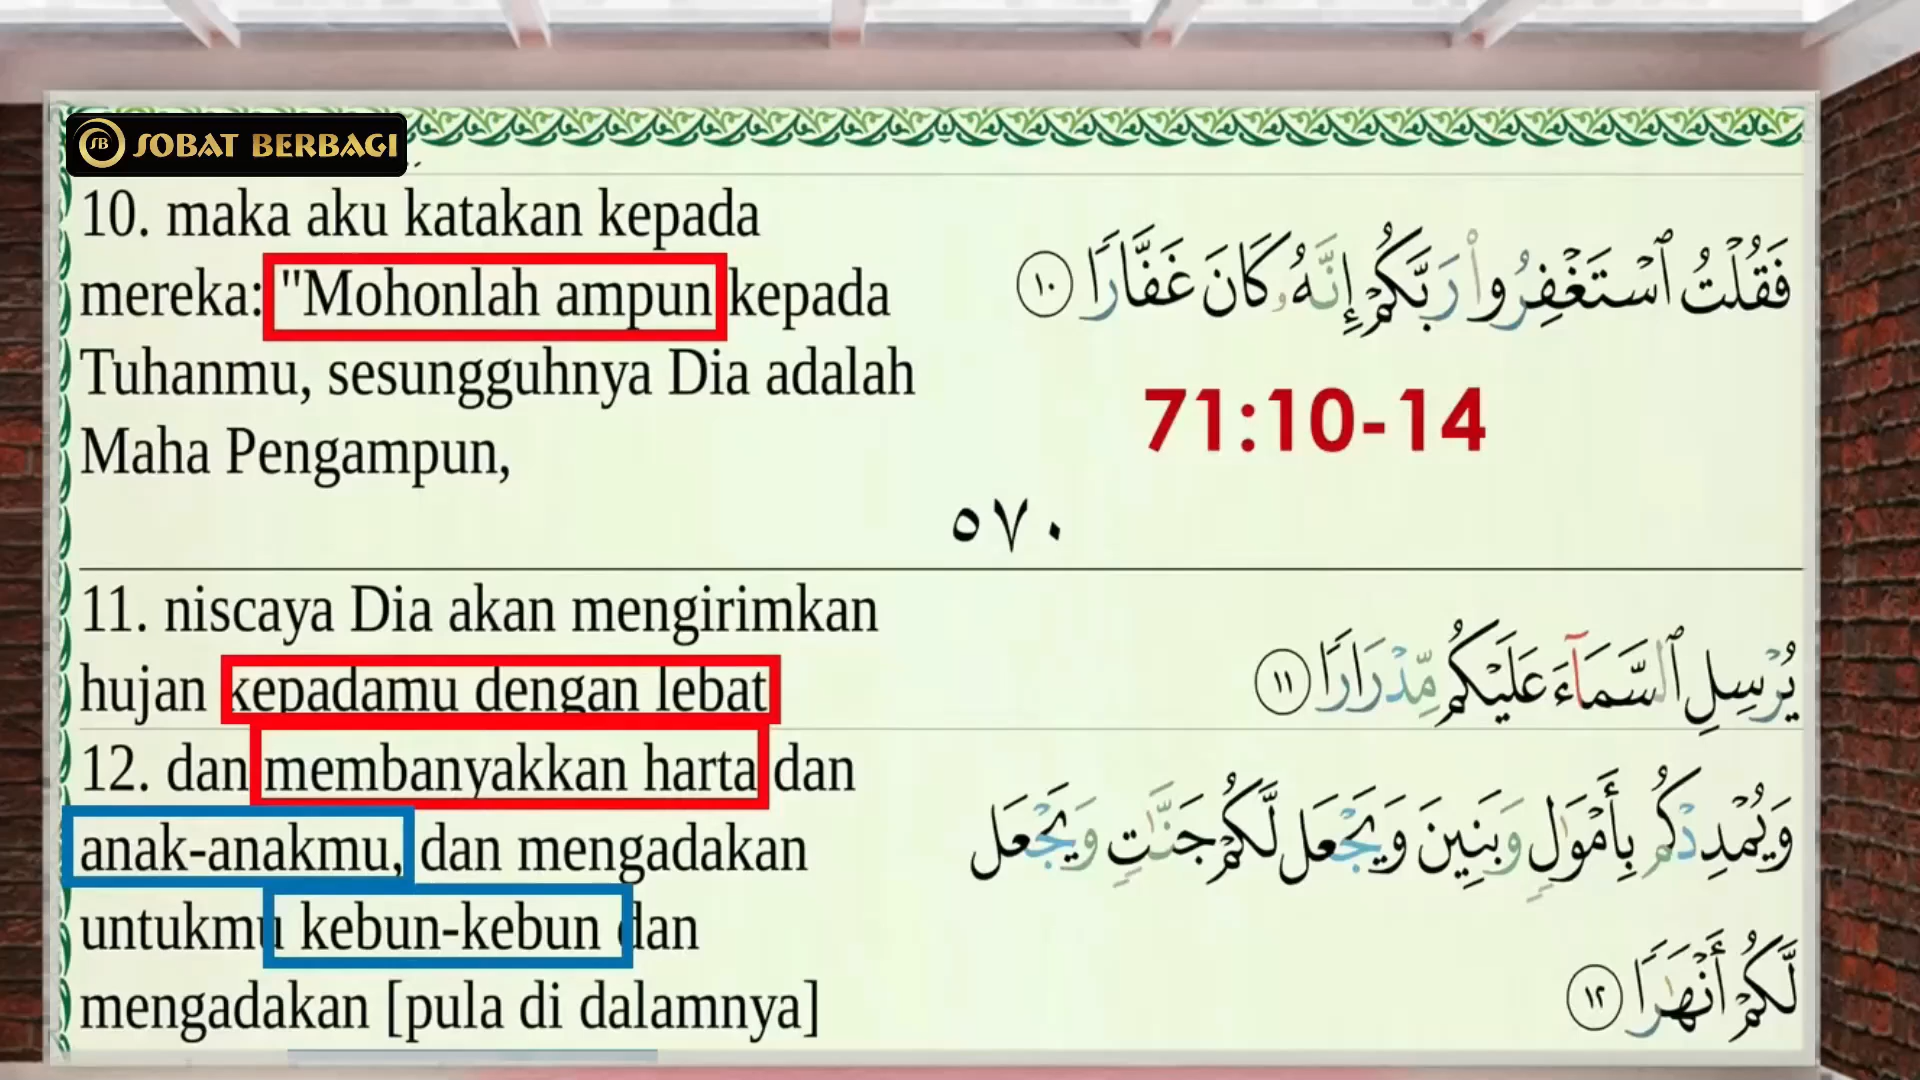 SOBAT BERBAGI
10. maka aku katakan kepada
mereka: "Mohonlah ampun kepada
Tuhanmu, sesungguhnya Dia adalah
Maha Pengampun,
فَقُلْتُ ٱسْتَغْفِرُوا۟ رَبَّكُمْ إِنَّهُۥ كَانَ غَفَّارًا ١٠
71:10-14
٥٧٠
11. niscaya Dia akan mengirimkan
hujan kepadamu dengan lebat
يُرْسِلِ ٱلسَّمَآءَ عَلَيْكُم مِّدْرَارًا ١١
12. dan membanyakkan harta dan
anak-anakmu, dan mengadakan
untukmu kebun-kebun dan
mengadakan [pula di dalamnya]
وَيُمْدِدْكُم بِأَمْوَٰلٍ وَبَنِينَ وَيَجْعَل لَّكُمْ جَنَّـٰتٍ وَيَجْعَل
لَّكُمْ أَنْهَـٰرًا ١٢